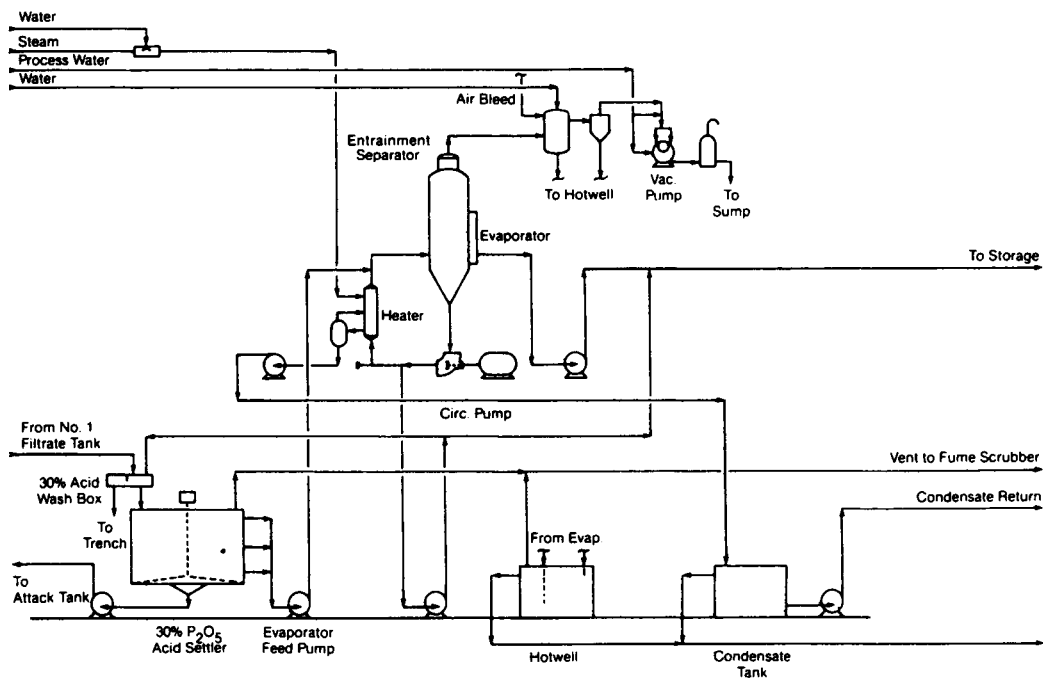 Water
Steam
Process Water
Water
Air Bleed
Entrainment
Separator
To Hotwell
Vac.
Pump
To
Sump
Evaporator
To Storage
Heater
Circ. Pump
From No. 1
Filtrate Tank
Vent to Fume Scrubber
30% Acid
Wash Box
Condensate Return
To
Trench
From Evap.
To
Attack Tank
30% P2O5
Acid Settler
Evaporator
Feed Pump
Hotwell
Condensate
Tank